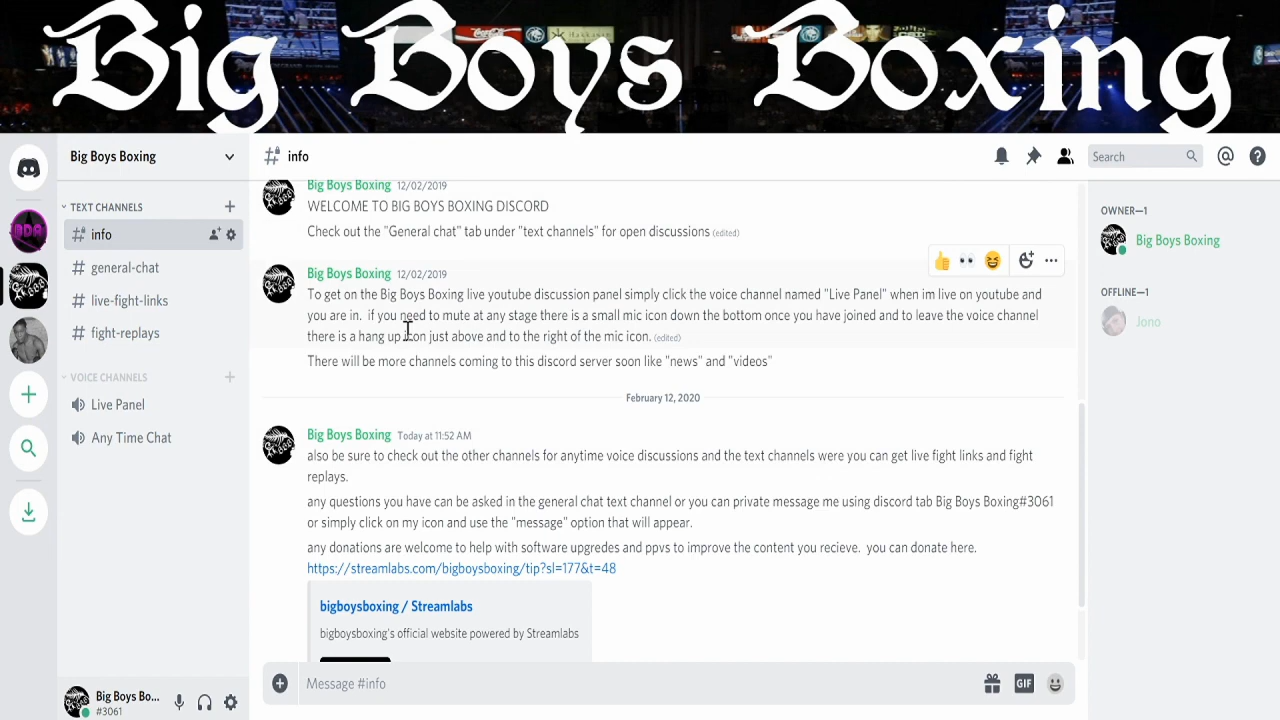 Big Boys Boxing
Big Boys Boxing
info
Search
TEXT CHANNELS
info
general-chat
live-fight-links
fight-replays
VOICE CHANNELS
Live Panel
Any Time Chat
Big Boys Bo...
#3061
Big Boys Boxing 12/02/2019
WELCOME TO BIG BOYS BOXING DISCORD
Check out the "General chat" tab under "text channels" for open discussions (edited)
Big Boys Boxing 12/02/2019
To get on the Big Boys Boxing live youtube discussion panel simply click the voice channel named "Live Panel" when im live on youtube and
you are in. if you need to mute at any stage there is a small mic icon down the bottom once you have joined and to leave the voice channel
there is a hang up icon just above and to the right of the mic icon. (edited)
There will be more channels coming to this discord server soon like "news" and "videos"
February 12, 2020
Big Boys Boxing Today at 11:52 AM
also be sure to check out the other channels for anytime voice discussions and the text channels were you can get live fight links and fight
replays.
any questions you have can be asked in the general chat text channel or you can private message me using discord tab Big Boys Boxing#3061
or simply click on my icon and use the "message" option that will appear.
any donations are welcome to help with software upgredes and ppvs to improve the content you recieve. you can donate here.
https://streamlabs.com/bigboysboxing/tip?sl=177&t=48
bigboysboxing / Streamlabs
bigboysboxing's official website powered by Streamlabs
Message #info
GIF
OWNER—1
Big Boys Boxing
OFFLINE—1
Jono